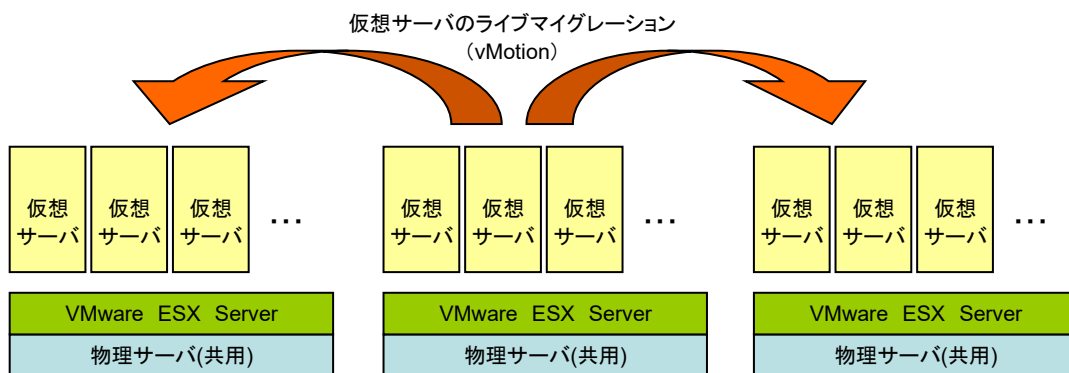 仮想サーバのライブマイグレーション
（vMotion）
仮想
サーバ
仮想
サーバ
仮想
サーバ
...
仮想
サーバ
仮想
サーバ
仮想
サーバ
...
仮想
サーバ
仮想
サーバ
仮想
サーバ
...
VMware ESX Server
VMware ESX Server
VMware ESX Server
物理サーバ(共用)
物理サーバ(共用)
物理サーバ(共用)